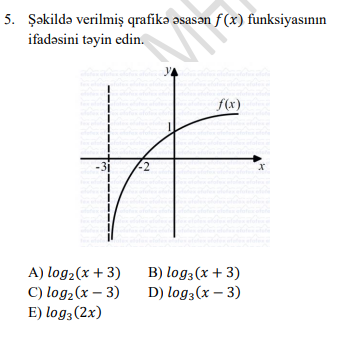 5. Şəkildə verilmiş qrafikə əsasən f(x) funksiyasının
ifadəsini təyin edin.
y
f(x)
1
-3 -2 x
A) log₂(x + 3) B) log₃(x + 3)
C) log₂(x − 3) D) log₃(x − 3)
E) log₃(2x)